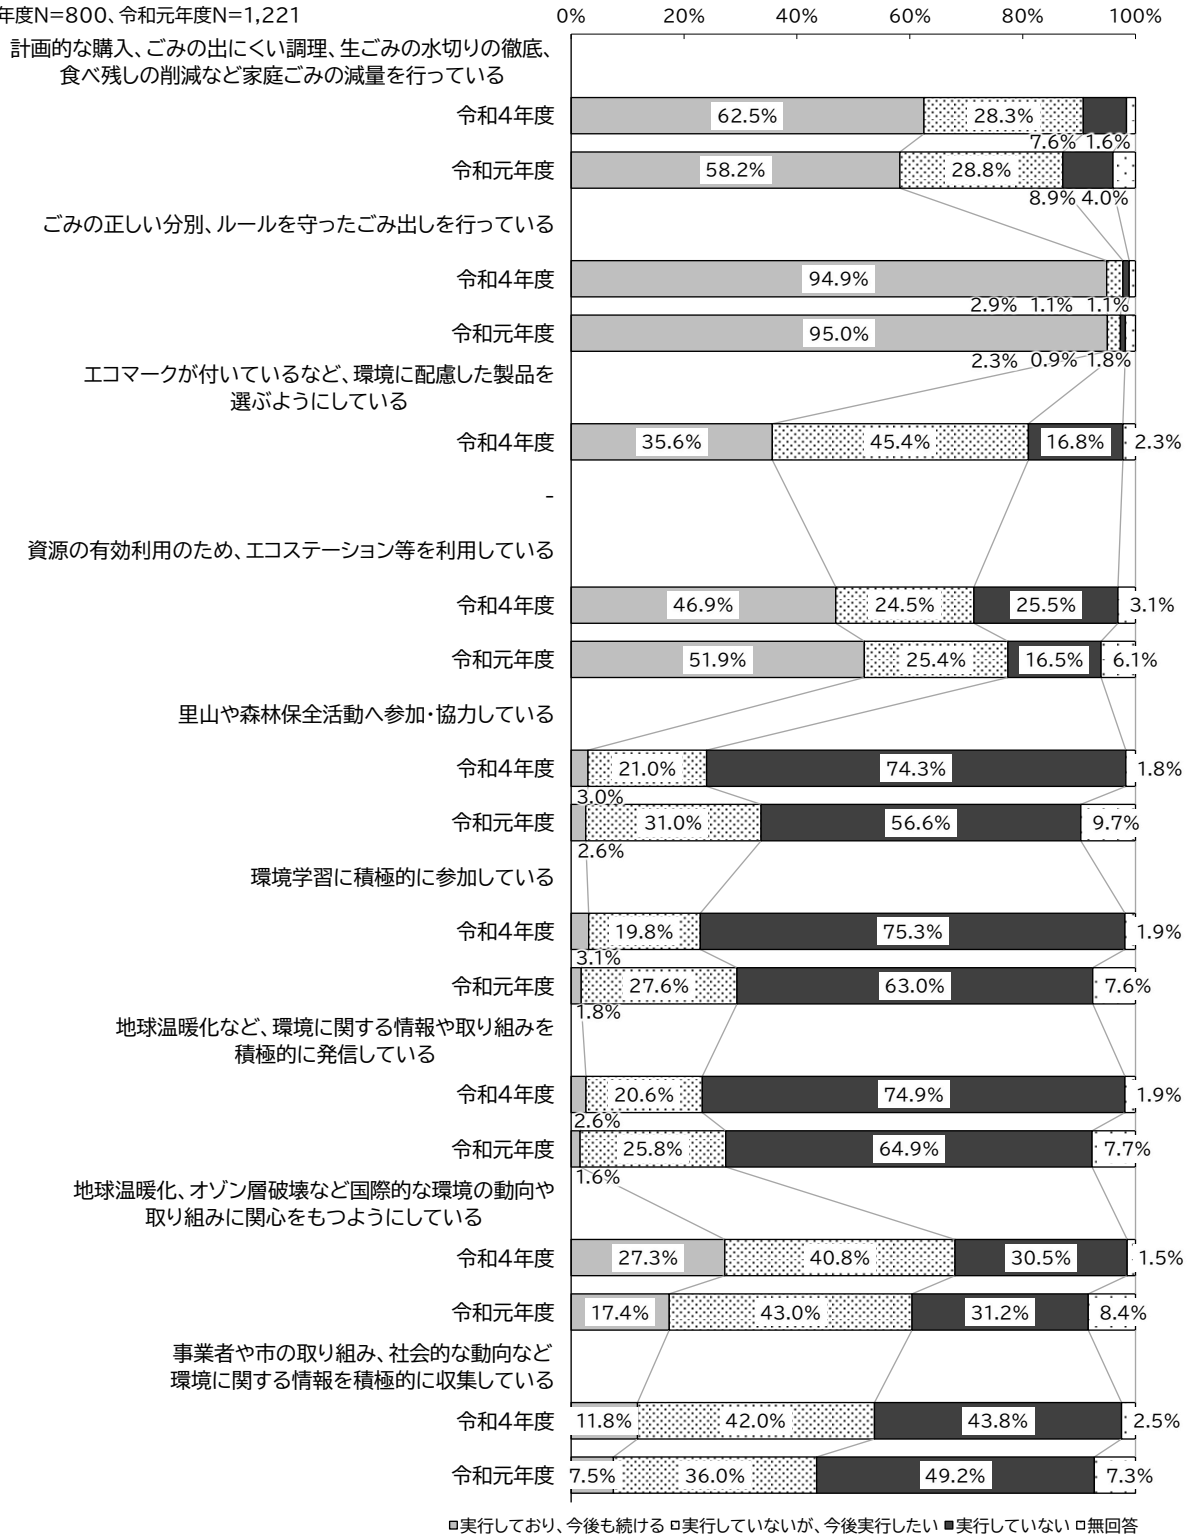 年度N=800、令和元年度N=1,221
0% 20% 40% 60% 80% 100%
計画的な購入、ごみの出にくい調理、生ごみの水切りの徹底、
食べ残しの削減など家庭ごみの減量を行っている
令和4年度 62.5% 28.3% 7.6% 1.6%
令和元年度 58.2% 28.8% 8.9% 4.0%
ごみの正しい分別、ルールを守ったごみ出しを行っている
令和4年度 94.9% 2.9% 1.1% 1.1%
令和元年度 95.0% 2.3% 0.9% 1.8%
エコマークが付いているなど、環境に配慮した製品を
選ぶようにしている
令和4年度 35.6% 45.4% 16.8% 2.3%
-
資源の有効利用のため、エコステーション等を利用している
令和4年度 46.9% 24.5% 25.5% 3.1%
令和元年度 51.9% 25.4% 16.5% 6.1%
里山や森林保全活動へ参加・協力している
令和4年度 3.0% 21.0% 74.3% 1.8%
令和元年度 2.6% 31.0% 56.6% 9.7%
環境学習に積極的に参加している
令和4年度 3.1% 19.8% 75.3% 1.9%
令和元年度 1.8% 27.6% 63.0% 7.6%
地球温暖化など、環境に関する情報や取り組みを
積極的に発信している
令和4年度 2.6% 20.6% 74.9% 1.9%
令和元年度 1.6% 25.8% 64.9% 7.7%
地球温暖化、オゾン層破壊など国際的な環境の動向や
取り組みに関心をもつようにしている
令和4年度 27.3% 40.8% 30.5% 1.5%
令和元年度 17.4% 43.0% 31.2% 8.4%
事業者や市の取り組み、社会的な動向など
環境に関する情報を積極的に収集している
令和4年度 11.8% 42.0% 43.8% 2.5%
令和元年度 7.5% 36.0% 49.2% 7.3%
実行しており、今後も続ける 実行していないが、今後実行したい 実行していない 無回答